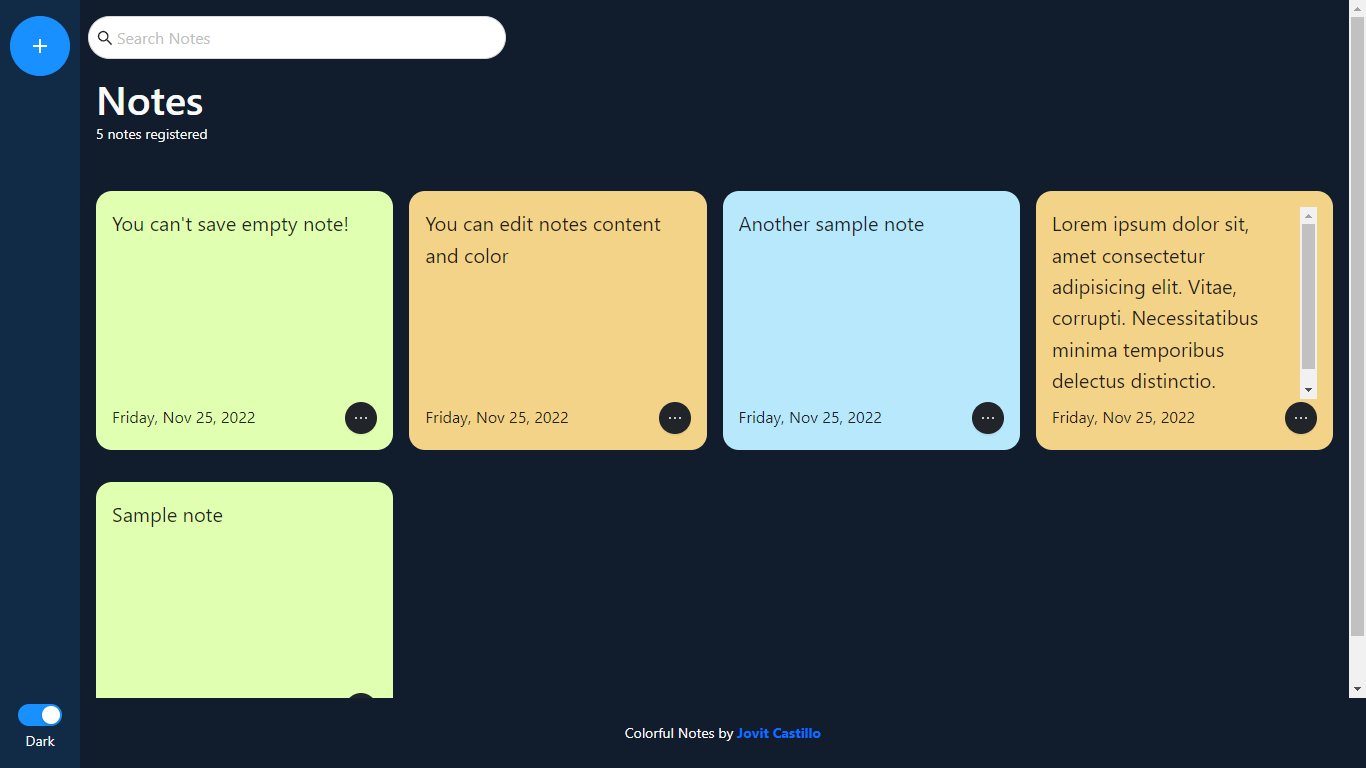 Search Notes
Notes
5 notes registered
You can't save empty note!
Friday, Nov 25, 2022
You can edit notes content
and color
Friday, Nov 25, 2022
Another sample note
Friday, Nov 25, 2022
Lorem ipsum dolor sit,
amet consectetur
adipisicing elit. Vitae,
corrupti. Necessitatibus
minima temporibus
delectus distinctio.
Friday, Nov 25, 2022
Sample note
Dark
Colorful Notes by Jovit Castillo